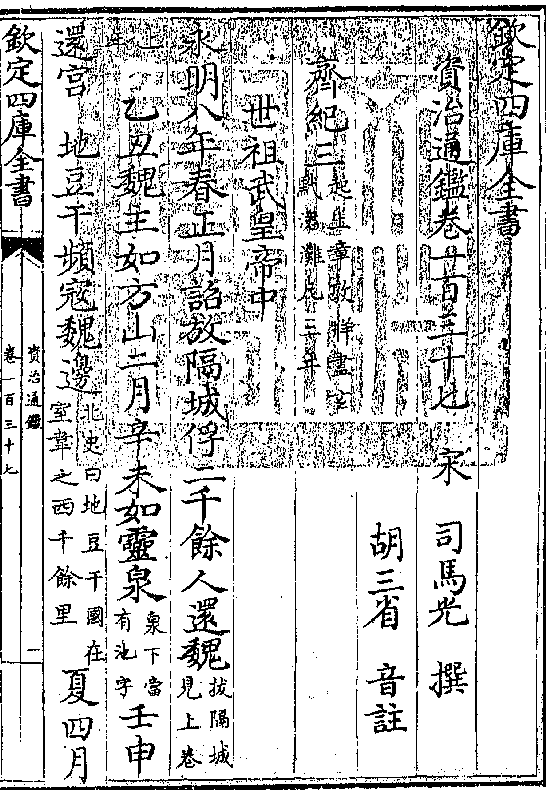 欽定四庫全書
資治通鑑卷一百三十七 宋 司馬光 撰
胡三省 音註
齊紀三 起上章敦牂盡玄黓涒灘凡三年
世祖武皇帝中
永明八年春正月詔放隔城俘二千餘人還魏 拔隔城見上卷
上年 乙丑魏主如方山二月辛未如靈泉 泉下當有池字 壬申
還宮 地豆干頻寇魏邊 北史曰地豆干國在室韋之西千餘里 夏四月
欽定四庫全書
資治通鑑
卷一百三十七
一